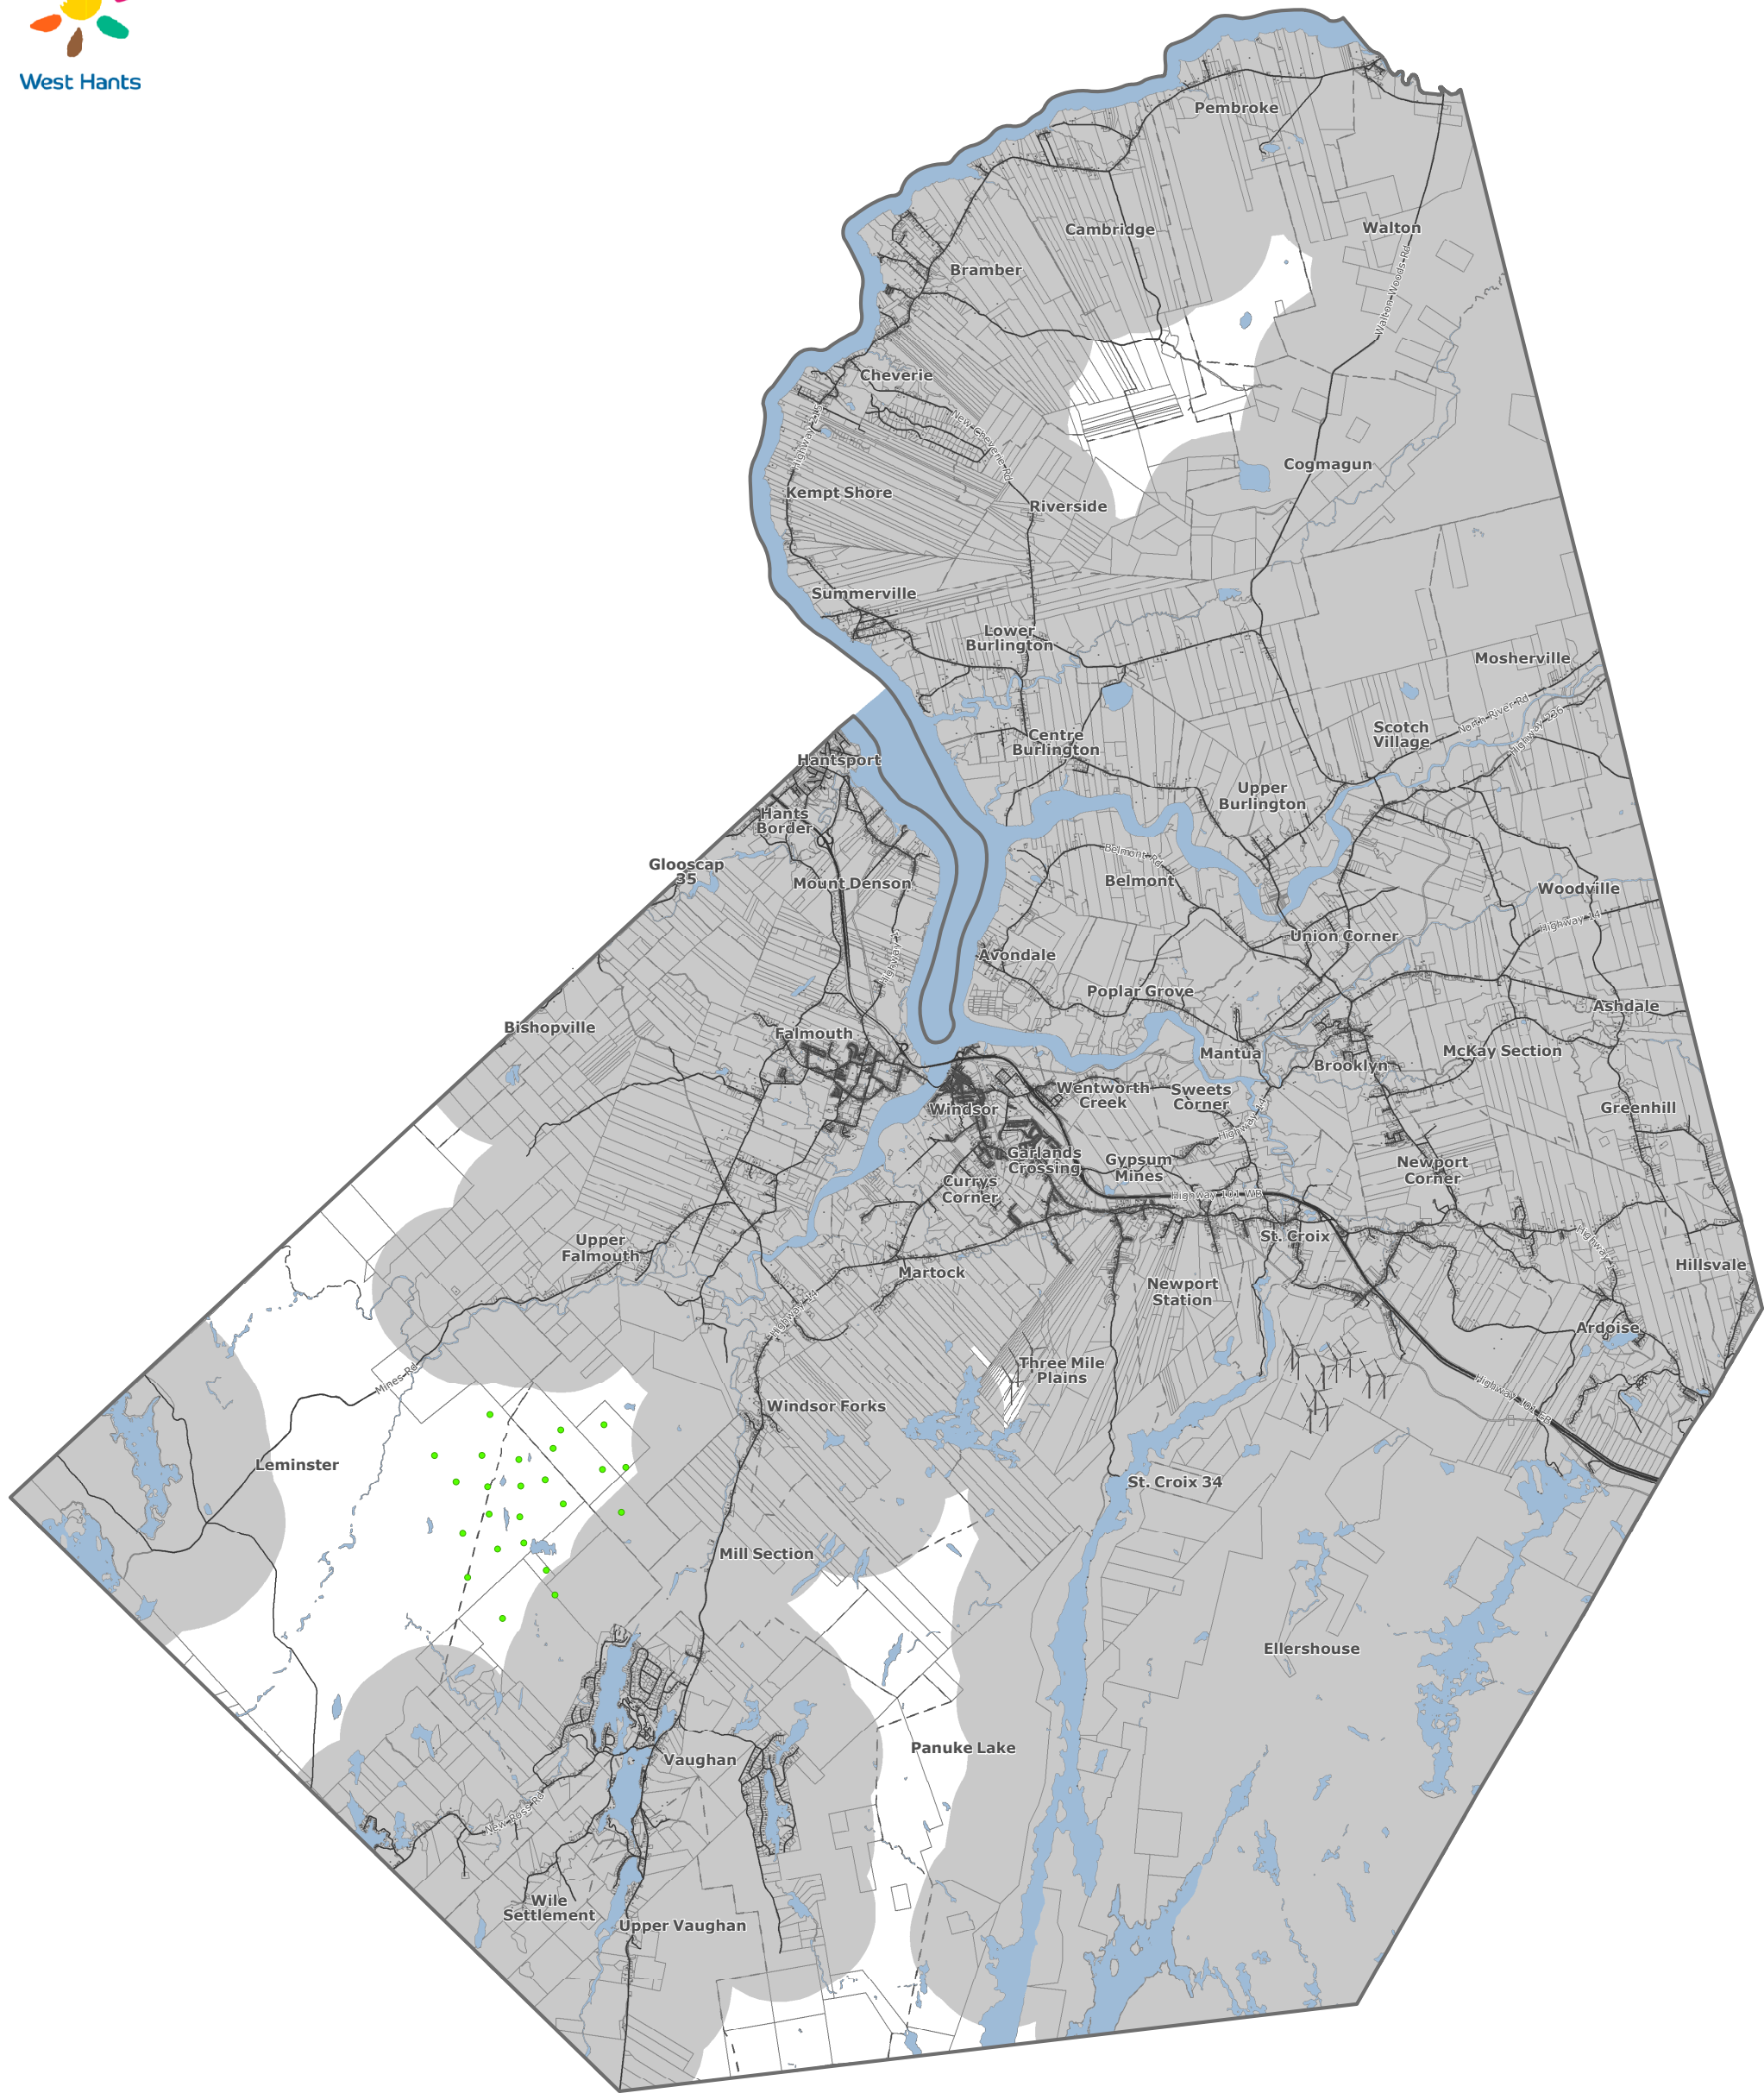 West Hants
Pembroke
Walton
Cambridge
Walton Woods Rd
Bramber
Cheverie
New Cheverie Rd
Highway 215
Cogmagun
Kempt Shore
Riverside
Summerville
Lower
Burlington
Mosherville
North River Rd
Scotch
Village
Highway 236
Centre
Burlington
Hantsport
Upper
Burlington
Hants
Border
Belmont Rd
Glooscap
35
Mount Denson
Belmont
Woodville
Highway 14
Union Corner
Highway 1
Avondale
Poplar Grove
Ashdale
Bishopville
Falmouth
Mantua
McKay Section
Brooklyn
Wentworth
Creek
Sweets
Corner
Windsor
Highway 14
Greenhill
Garlands
Crossing
Gypsum
Mines
Newport
Corner
Currys
Corner
Highway 101 WB
Upper
Falmouth
St. Croix
Highway 1
Hillsvale
Martock
Newport
Station
Highway 14
Ardoise
Three Mile
Plains
Mines Rd
Highway 101 EB
Windsor Forks
Leminster
St. Croix 34
Mill Section
Ellershouse
Panuke Lake
Vaughan
New Ross Rd
Wile
Settlement
Upper Vaughan